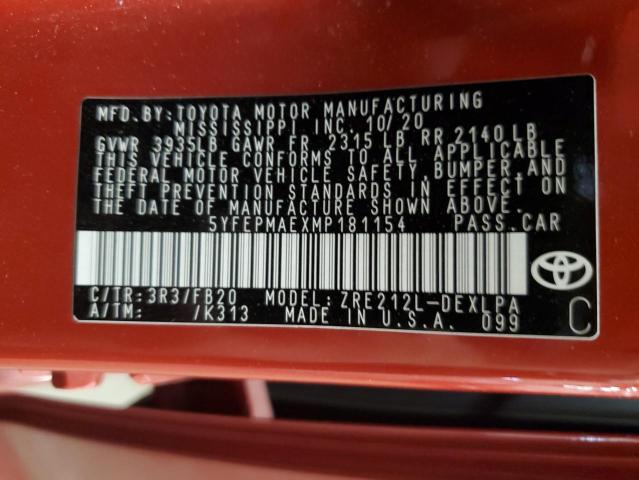 MFD.BY:TOYOTA MOTOR MANUFACTURING
MISSISSIPPI INC. 10/20
GVWR 3935LB GAWR FR 2315 LB RR 2140 LB
THIS VEHICLE CONFORMS TO ALL APPLICABLE
FEDERAL MOTOR VEHICLE SAFETY,BUMPER,AND
THEFT PREVENTION STANDARDS IN EFFECT ON
THE DATE OF MANUFACTURE SHOWN ABOVE.
5YFEPMAEXMP181154 PASS.CAR
C/TR:3R3/FB20 MODEL:ZRE212L-DEXLPA
A/TM: /K313 MADE IN U.S.A. 099
C